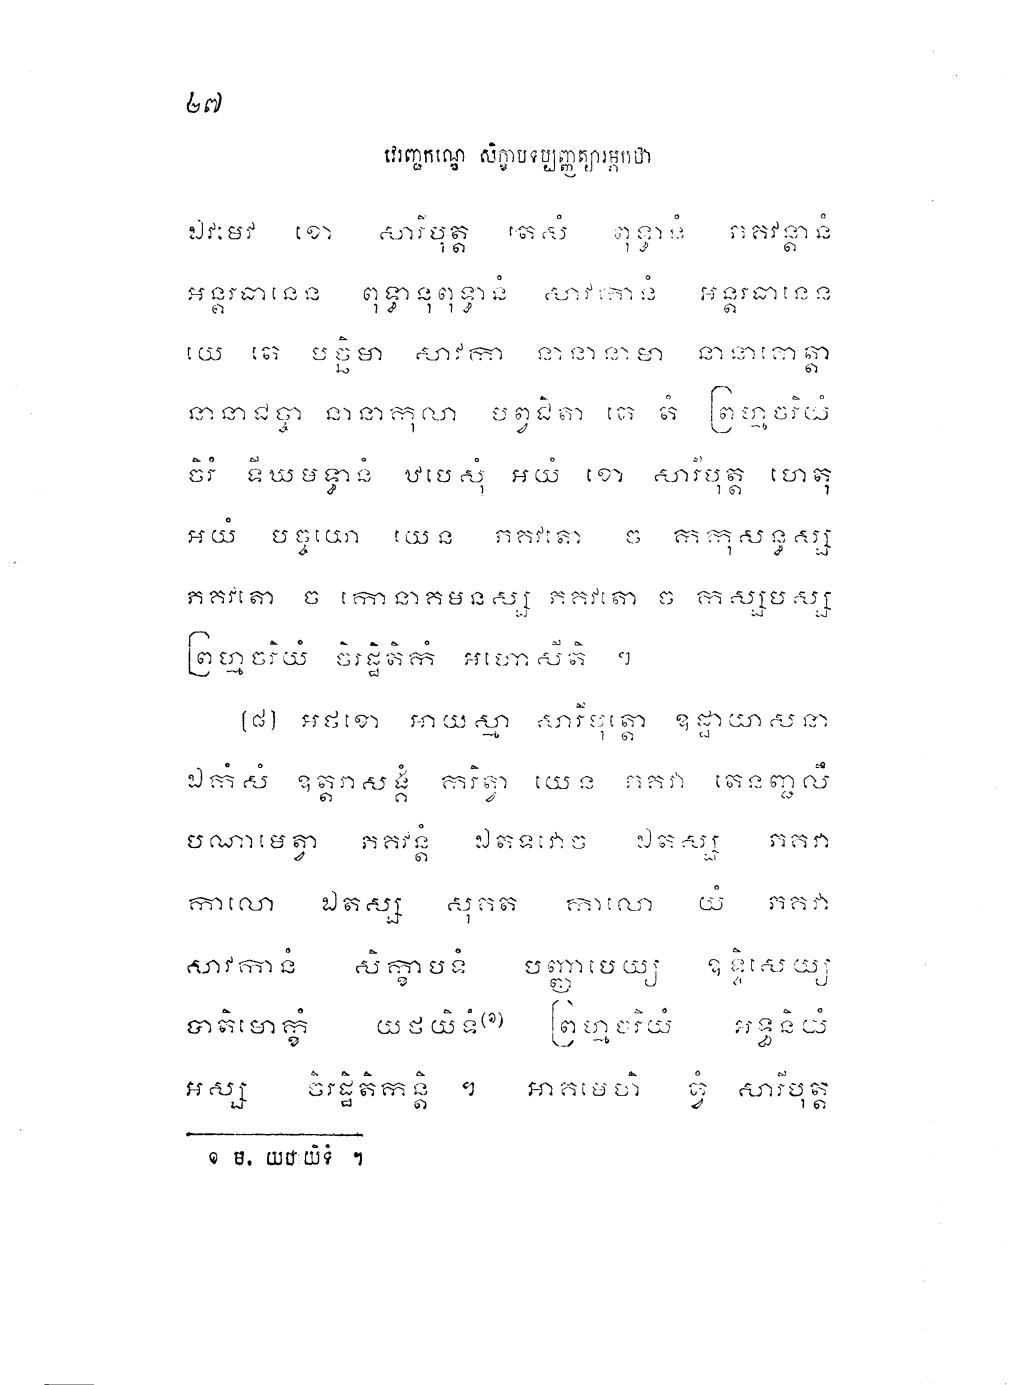 ២៧
វេរញ្ជកណ្ឌេ សិក្ខាបទប្បញ្ញត្យារម្ភកថា
ឯវមេវ ខោ សារីបុត្ត តេសំ ពុទ្ធានំ ភគវន្តានំ
អន្តរធានេន ពុទ្ធានុពុទ្ធានំ សាវកានំ អន្តរធានេន
យេ តេ បច្ឆិមា សាវកា នានានាមា នានាគោត្តា
នានាជច្ចា នានាកុលា បព្វជិតា តេ តំ ព្រហ្មចរិយំ
ចិរំ ទីឃមទ្ធានំ ឋបេសុំ អយំ ខោ សារីបុត្ត ហេតុ
អយំ បច្ចយោ យេន ភគវតោ ច កកុសន្ធស្ស
ភគវតោ ច កោនាគមនស្ស ភគវតោ ច កស្សបស្ស
ព្រហ្មចរិយំ ចិរដ្ឋិតិកំ អហោសីតិ ។
(៨) អថខោ អាយស្មា សារីបុត្តោ ឧដ្ឋាយាសនា
ឯកំសំ ឧត្តរាសង្គំ ករិត្វា យេន ភគវា តេនញ្ជលឹ
បណាមេត្វា ភគវន្តំ ឯតទវោច ឯតស្ស ភគវា
កាលោ ឯតស្ស សុគត កាលោ យំ ភគវា
សាវកានំ សិក្ខាបទំ បញ្ញាបេយ្យ ឧទ្ទិសេយ្យ
បាតិមោក្ខំ យថយិទំ(១) ព្រហ្មចរិយំ អទ្ធនិយំ
អស្ស ចិរដ្ឋិតិកន្តិ ។ អាគមេហិ ត្វំ សារីបុត្ត
១ ម. យថាយិទំ ។